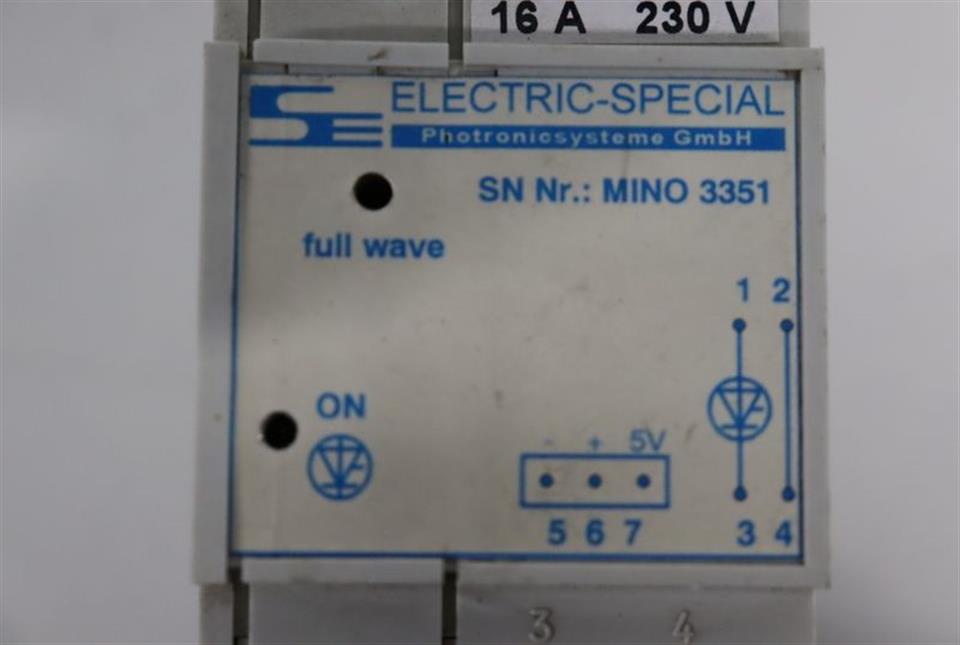 16 A 230 V
SE ELECTRIC-SPECIAL
Photronicsysteme GmbH
SN Nr.: MINO 3351
full wave
1 2
ON
- + 5V
5 6 7 3 4
3 4